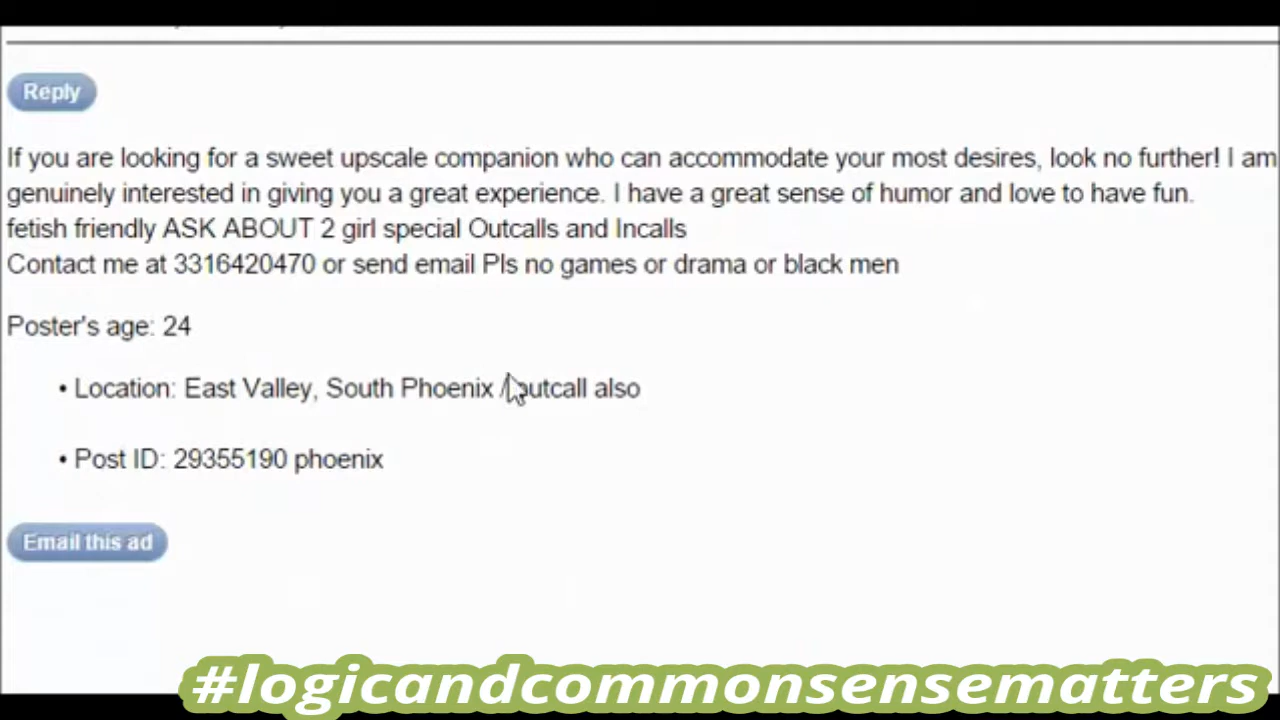 Reply
If you are looking for a sweet upscale companion who can accommodate your most desires, look no further! I am
genuinely interested in giving you a great experience. I have a great sense of humor and love to have fun.
fetish friendly ASK ABOUT 2 girl special Outcalls and Incalls
Contact me at 3316420470 or send email Pls no games or drama or black men
Poster's age: 24
• Location: East Valley, South Phoenix / outcall also
• Post ID: 29355190 phoenix
Email this ad
#logicandcommonsensematters